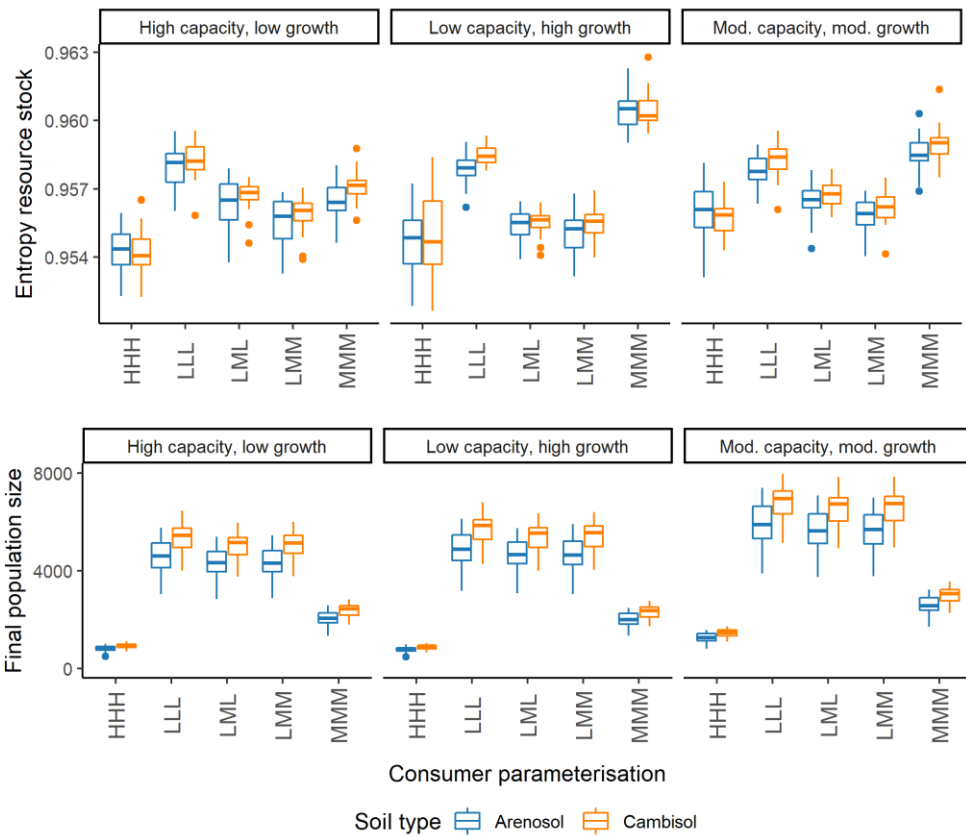 High capacity, low growth
Low capacity, high growth
Mod. capacity, mod. growth
Entropy resource stock
0.963
0.960
0.957
0.954
HHH LLL LML LMM MMM
HHH LLL LML LMM MMM
HHH LLL LML LMM MMM
High capacity, low growth
Low capacity, high growth
Mod. capacity, mod. growth
Final population size
8000
4000
0
HHH LLL LML LMM MMM
HHH LLL LML LMM MMM
HHH LLL LML LMM MMM
Consumer parameterisation
Soil type Arenosol Cambisol